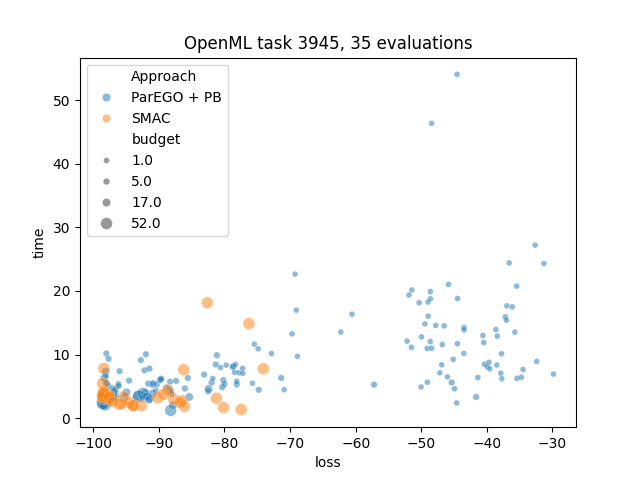 OpenML task 3945, 35 evaluations
Approach
ParEGO + PB
SMAC
budget
1.0
5.0
17.0
52.0
50
40
30
20
10
0
time
−100 −90 −80 −70 −60 −50 −40 −30
loss